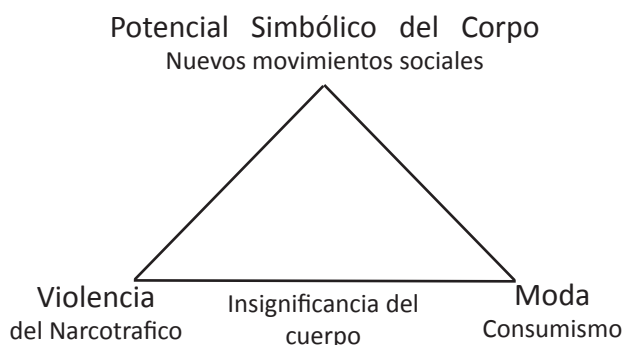 Potencial Simbólico del Corpo
Nuevos movimientos sociales
Violencia
del Narcotrafico
Insignificancia del
cuerpo
Moda
Consumismo